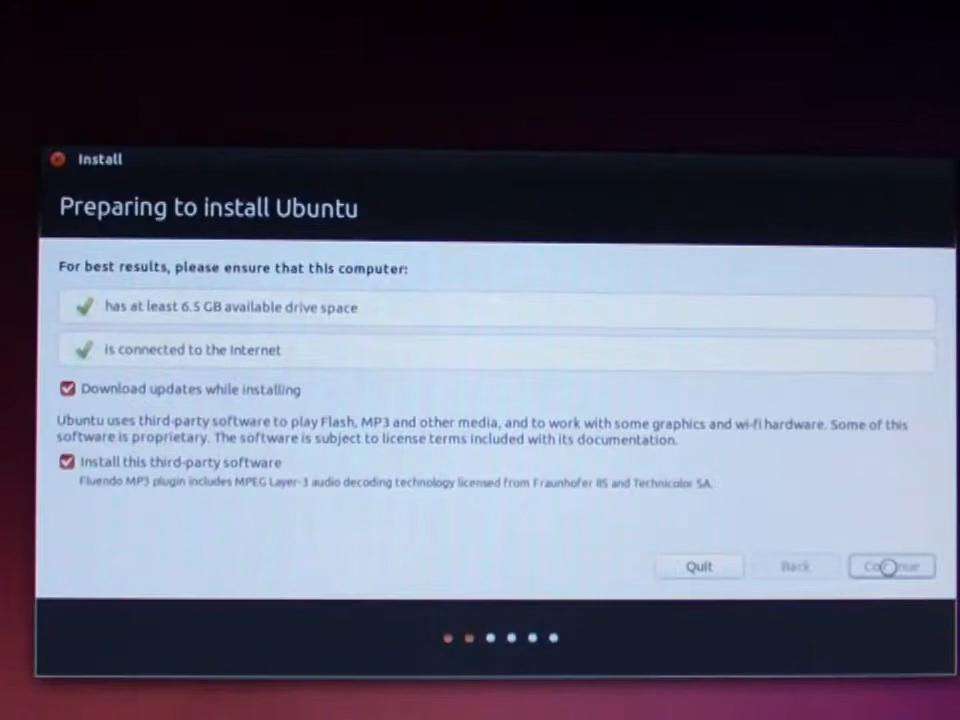 Install
Preparing to install Ubuntu
For best results, please ensure that this computer:
has at least 6.5 GB available drive space
is connected to the Internet
Download updates while installing
Ubuntu uses third-party software to play Flash, MP3 and other media, and to work with some graphics and wi-fi hardware. Some of this
software is proprietary. The software is subject to license terms included with its documentation.
Install this third-party software
Fluendo MP3 plugin includes MPEG Layer-3 audio decoding technology licensed from Fraunhofer IIS and Technicolor SA.
Quit
Back
Continue